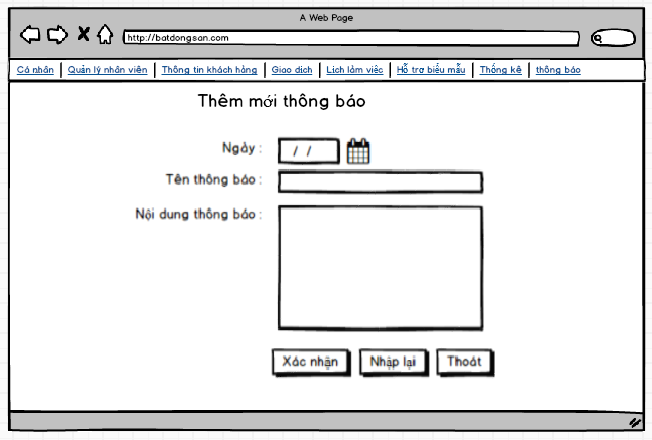 A Web Page
http://batdongsan.com
Cá nhân Quản lý nhân viên Thông tin khách hàng Giao dịch Lịch làm việc Hỗ trợ biểu mẫu Thống kê thông báo
Thêm mới thông báo
Ngày : / /
Tên thông báo :
Nội dung thông báo :
Xác nhận Nhập lại Thoát